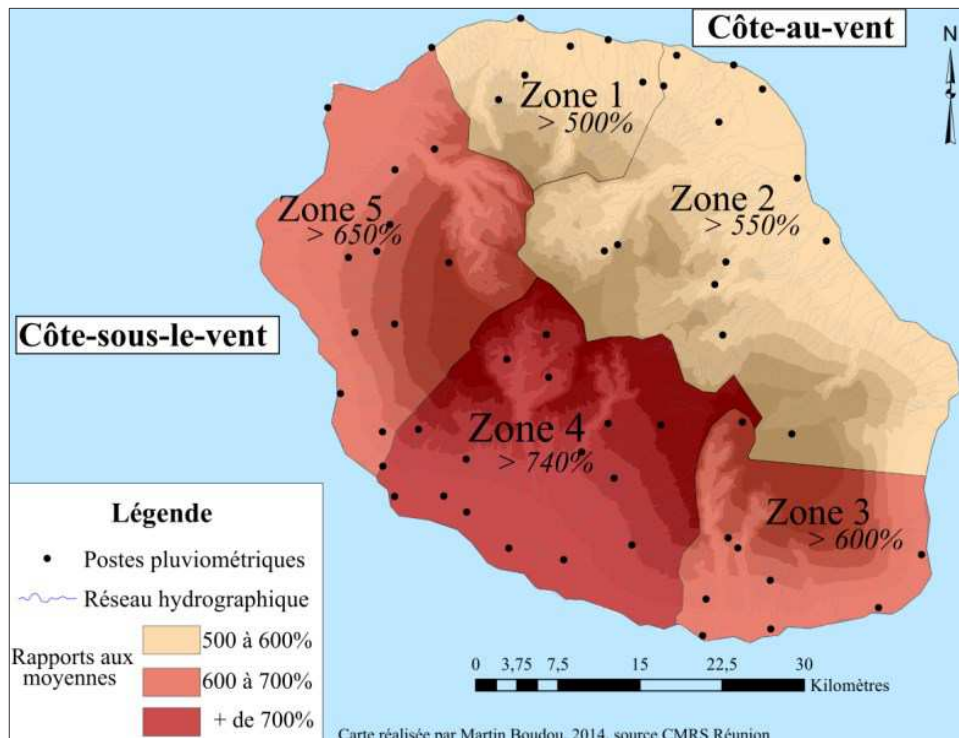 Côte-au-vent
N
Zone 1
> 500%
Zone 2
> 550%
Zone 5
> 650%
Côte-sous-le-vent
Zone 4
> 740%
Zone 3
> 600%
Légende
Postes pluviométriques
Réseau hydrographique
Rapports aux moyennes
500 à 600%
600 à 700%
+ de 700%
0 3,75 7,5 15 22,5 30
Kilomètres
Carte réalisée par Martin Boudou, 2014, source CMRS Réunion